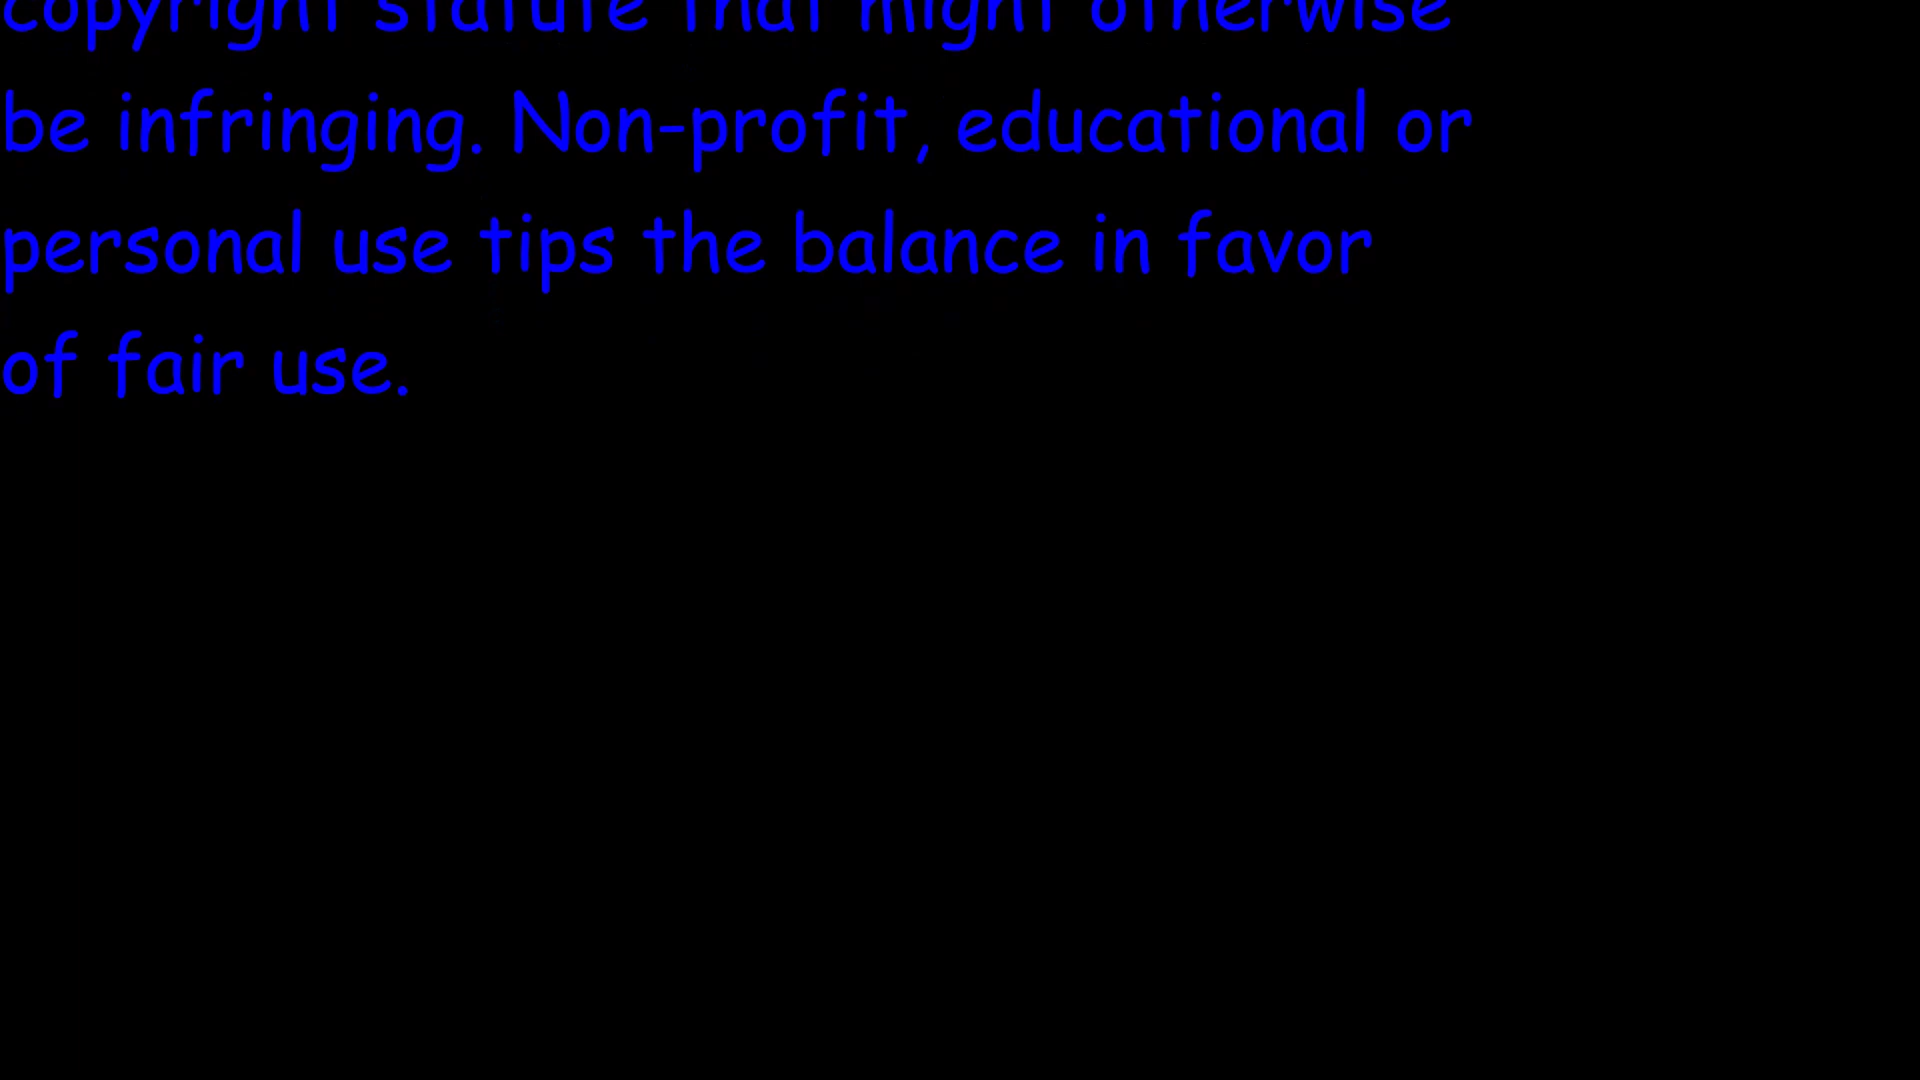 copyright statute that might otherwise
be infringing. Non-profit, educational or
personal use tips the balance in favor
of fair use.